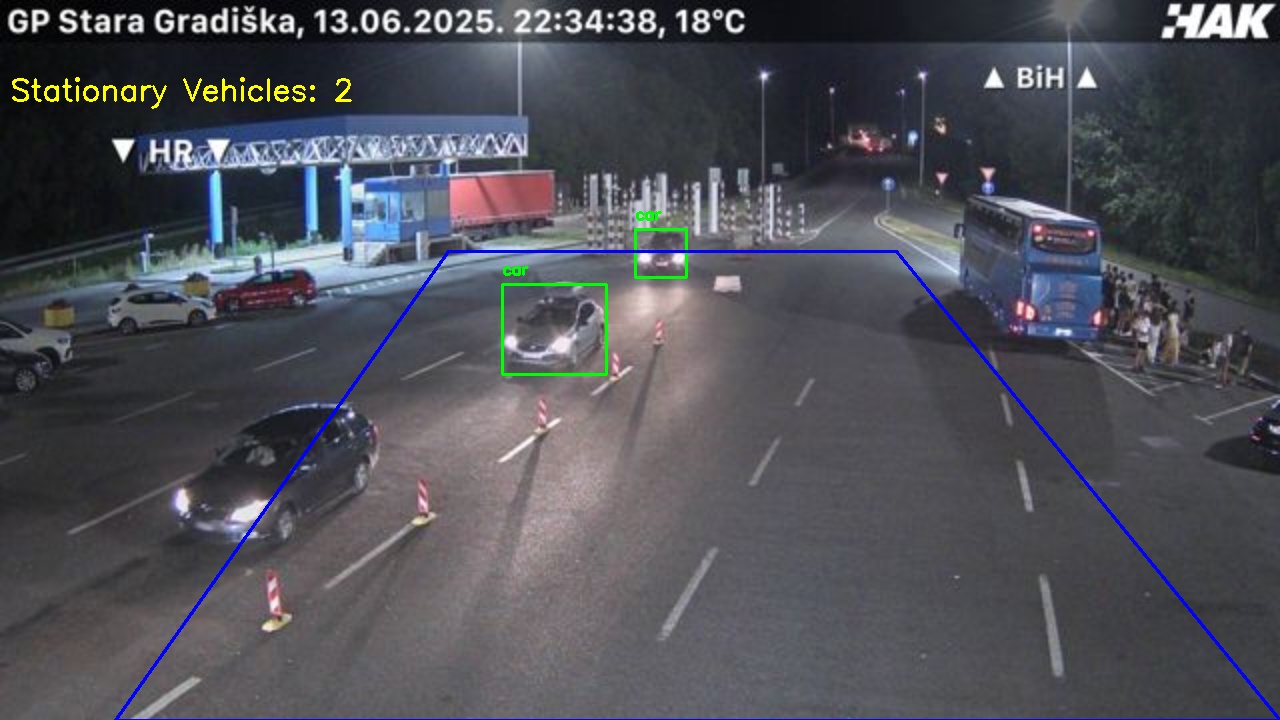 GP Stara Gradiška, 13.06.2025. 22:34:38, 18°C
HAK
Stationary Vehicles: 2
▲ BiH ▲
▼ HR ▼
car
car